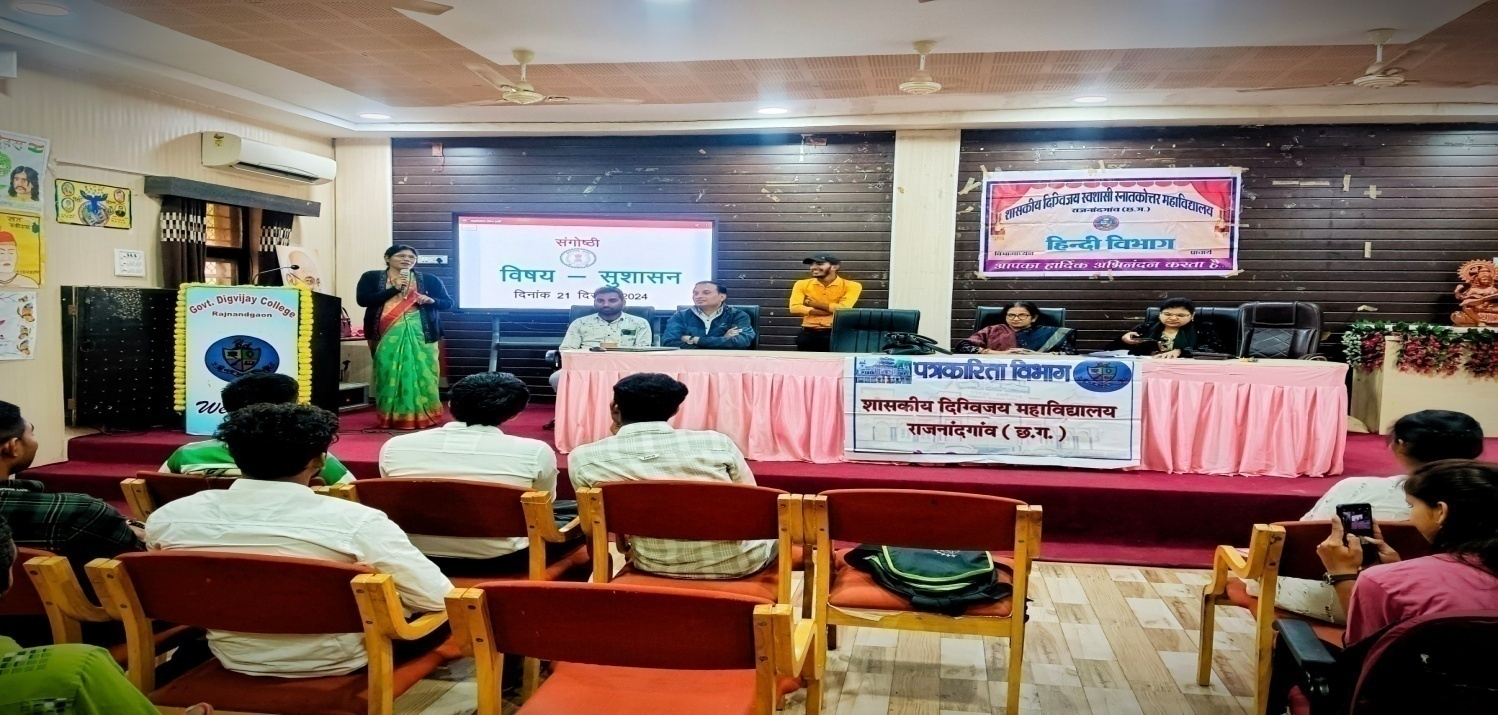 Govt. Digvijay College
Rajnandgaon
संगोष्ठी
विषय – सुशासन
दिनांक 21 2024
शासकीय दिग्विजय स्वशासी स्नातकोत्तर महाविद्यालय
राजनांदगांव (छ.ग.)
हिन्दी विभाग
विभागाध्यक्ष प्राचार्य
आपका हार्दिक अभिनंदन करता है.
पत्रकारिता विभाग
शासकीय दिग्विजय महाविद्यालय
राजनांदगांव ( छ.ग. )